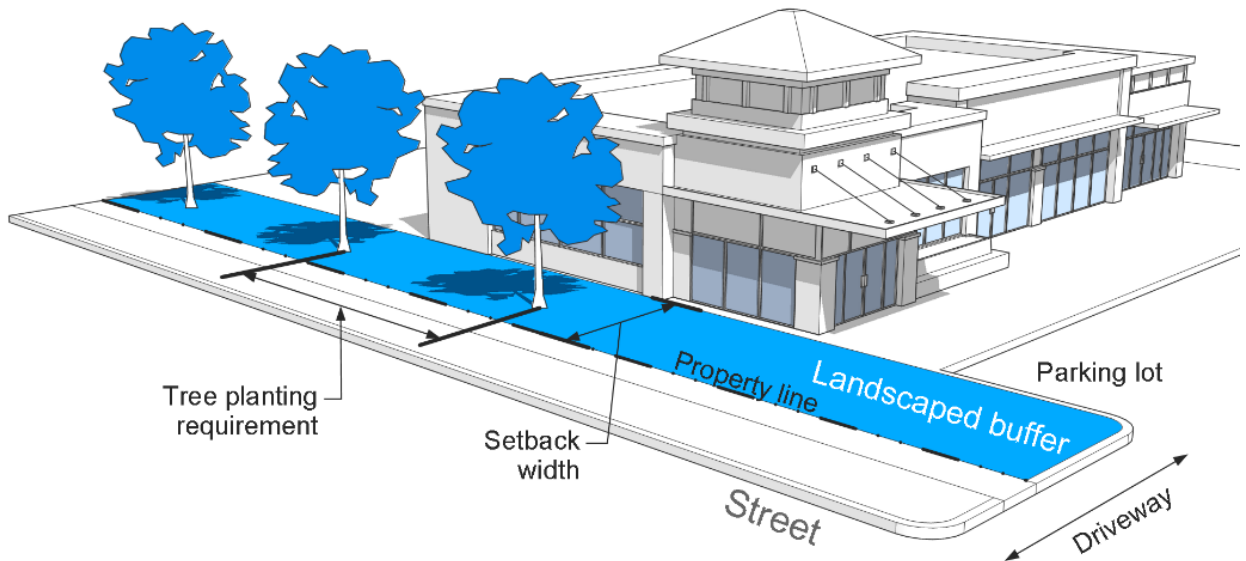 Tree planting
requirement
Setback
width
Property line
Landscaped buffer
Parking lot
Street
Driveway